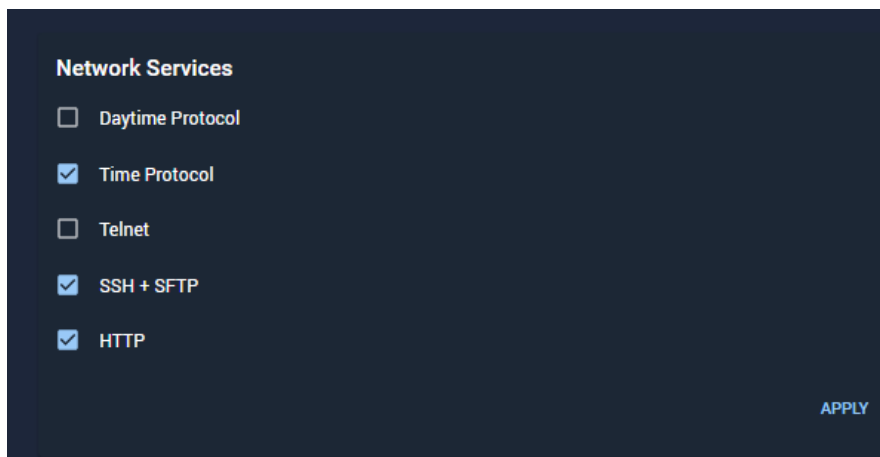 Network Services
Daytime Protocol
Time Protocol
Telnet
SSH + SFTP
HTTP
APPLY